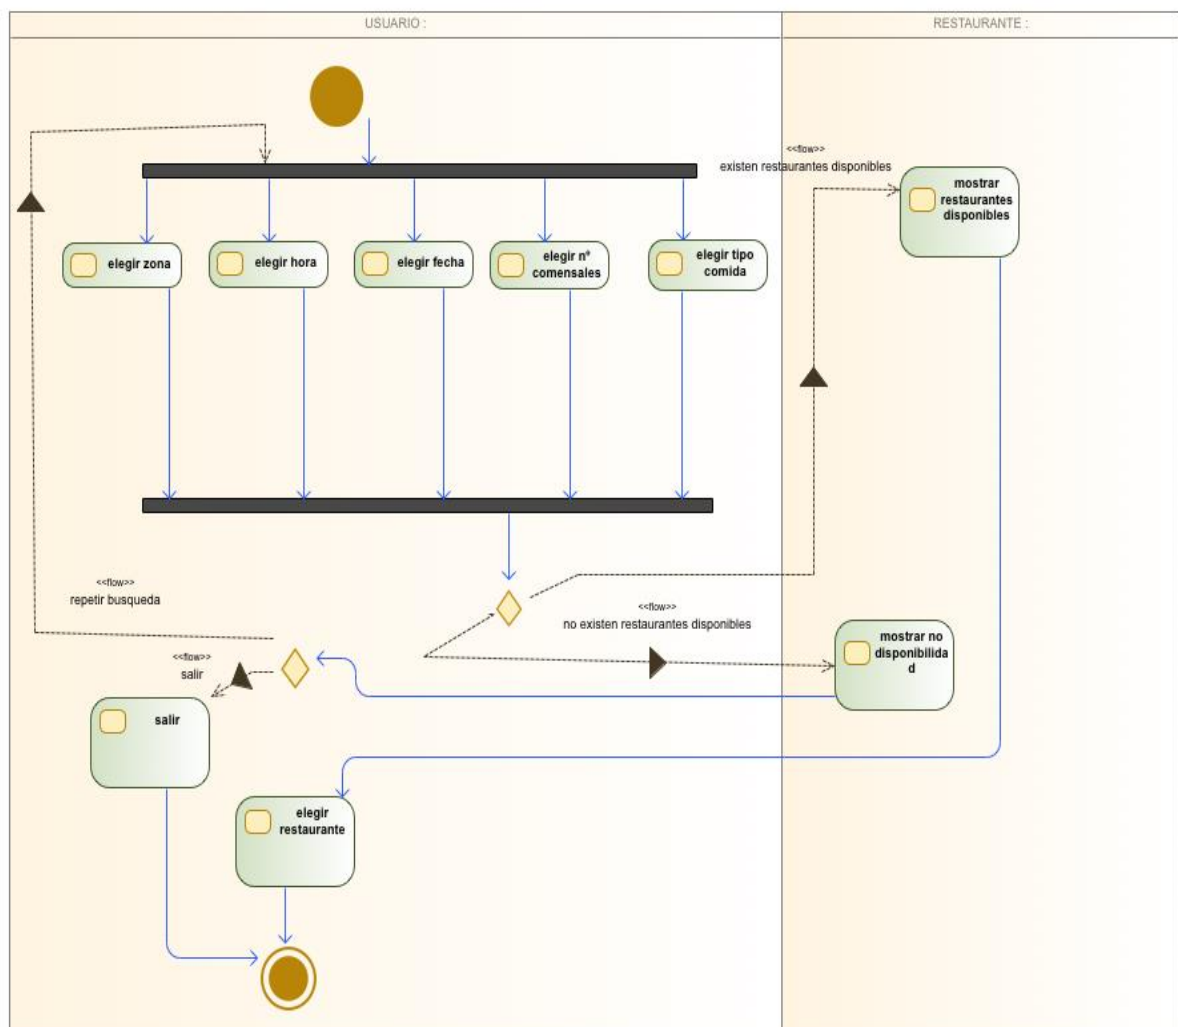 USUARIO :
RESTAURANTE :
<<flow>>
existen restaurantes disponibles
mostrar
restaurantes
disponibles
elegir zona
elegir hora
elegir fecha
elegir nº
comensales
elegir tipo
comida
<<flow>>
repetir busqueda
<<flow>>
no existen restaurantes disponibles
mostrar no
disponibilida
d
<<flow>>
salir
salir
elegir
restaurante